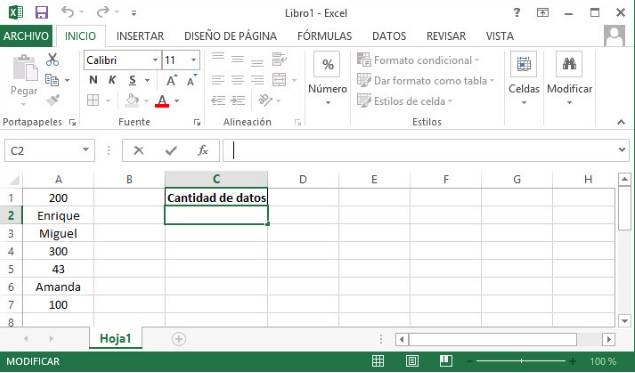 Libro1 - Excel
ARCHIVO INICIO INSERTAR DISEÑO DE PÁGINA FÓRMULAS DATOS REVISAR VISTA
Pegar
Calibri 11
N K S
A A
A
%
Número
Formato condicional
Dar formato como tabla
Estilos de celda
Celdas
Modificar
Portapapeles Fuente Alineación Estilos
C2 fx
A B C D E F G H
1 200 Cantidad de datos
2 Enrique
3 Miguel
4 300
5 43
6 Amanda
7 100
8
Hoja1
MODIFICAR 100 %